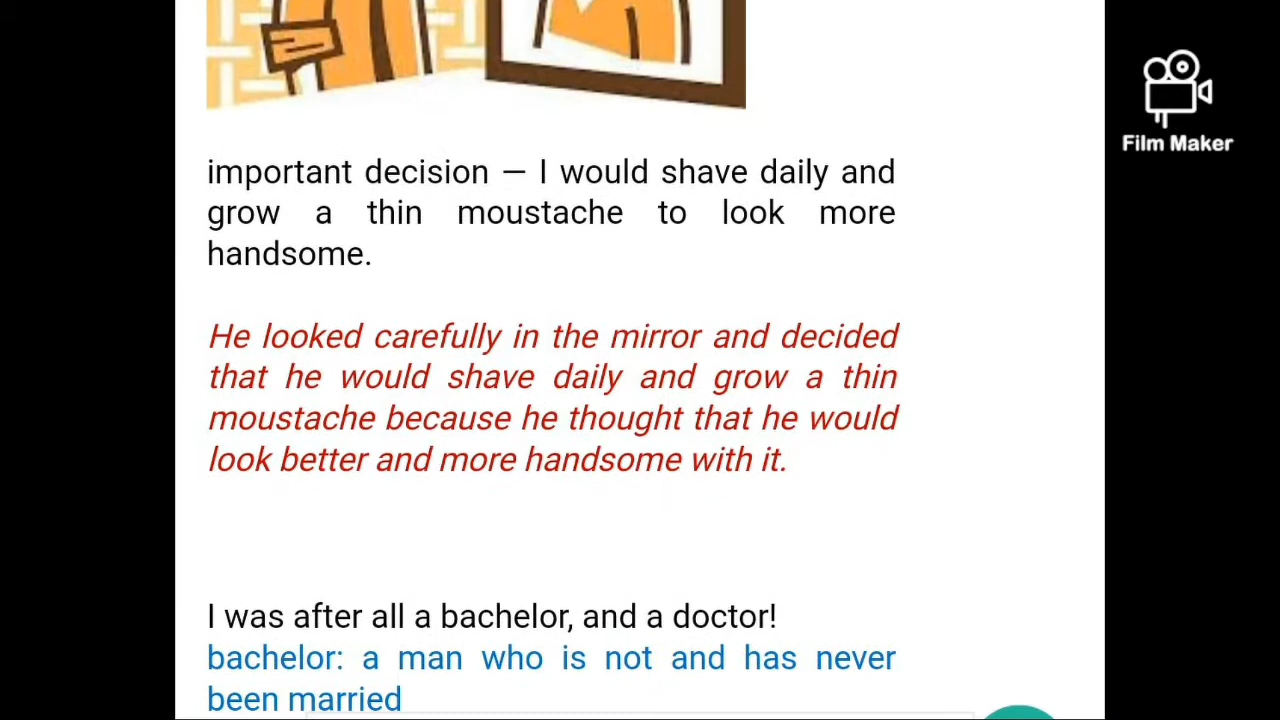 Film Maker
important decision — I would shave daily and
grow a thin moustache to look more
handsome.
He looked carefully in the mirror and decided
that he would shave daily and grow a thin
moustache because he thought that he would
look better and more handsome with it.
I was after all a bachelor, and a doctor!
bachelor: a man who is not and has never
been married